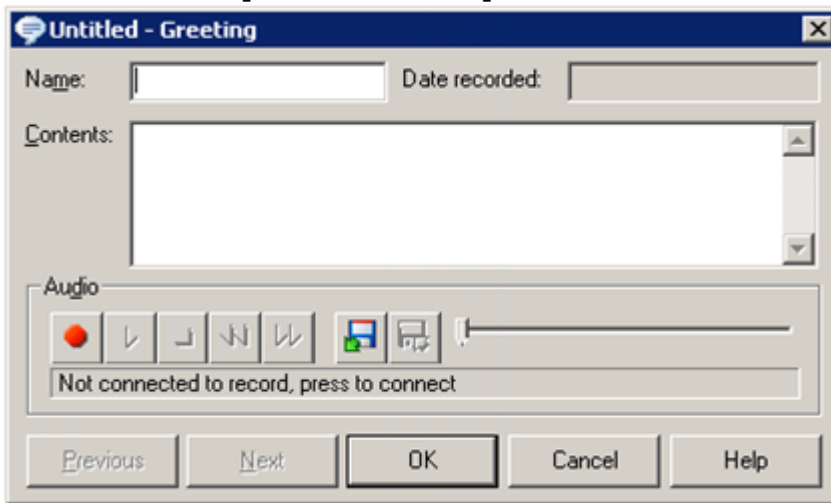 Untitled - Greeting
Name:
Date recorded:
Contents:
Audio
Not connected to record, press to connect
Previous
Next
OK
Cancel
Help